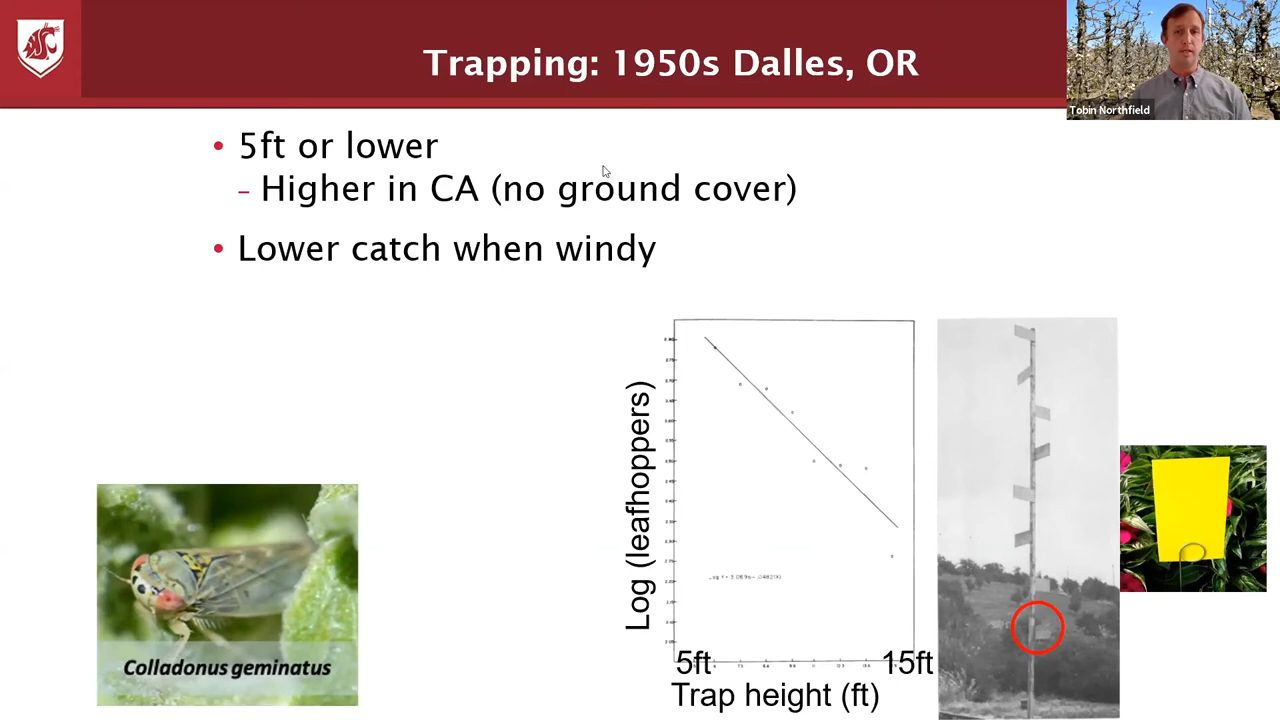 Trapping: 1950s Dalles, OR
Tobin Northfield
• 5ft or lower
– Higher in CA (no ground cover)
• Lower catch when windy
Log (leafhoppers)
5ft
15ft
Trap height (ft)
Colladonus geminatus